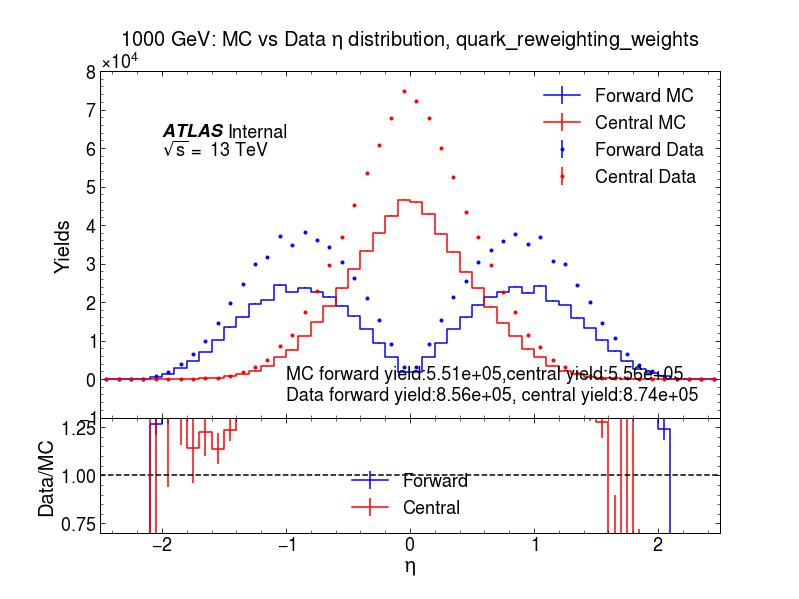 1000 GeV: MC vs Data η distribution, quark_reweighting_weights
×10⁴
8
7
6
5
4
3
2
1
0
−1
Yields
ATLAS Internal
√s = 13 TeV
Forward MC
Central MC
Forward Data
Central Data
MC forward yield:5.51e+05,central yield:5.56e+05
Data forward yield:8.56e+05, central yield:8.74e+05
1.25
1.00
0.75
Data/MC
Forward
Central
−2 −1 0 1 2
η